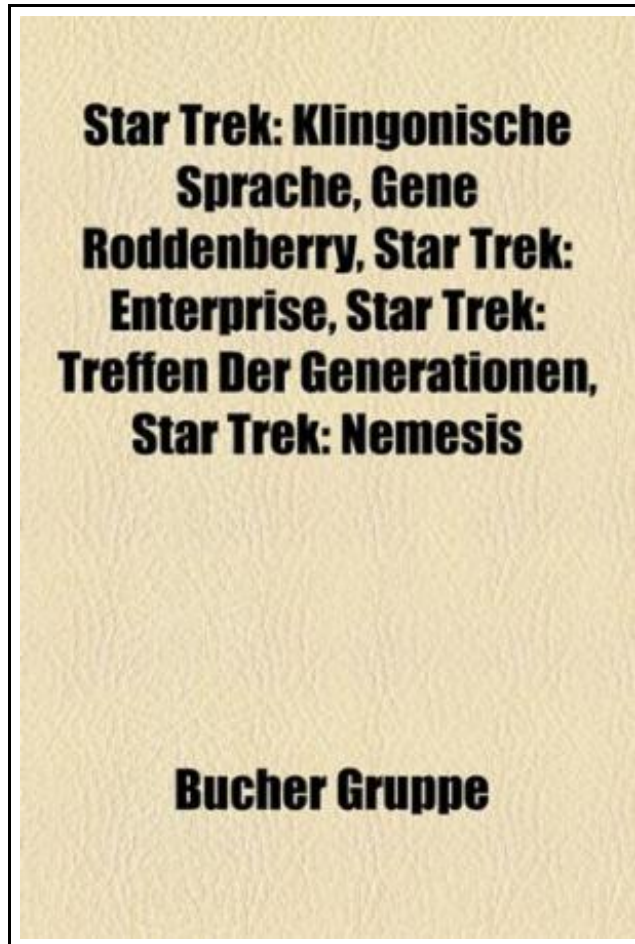 Star Trek: Klingonische
Sprache, Gene
Roddenberry, Star Trek:
Enterprise, Star Trek:
Treffen Der Generationen,
Star Trek: Nemesis
Bucher Gruppe